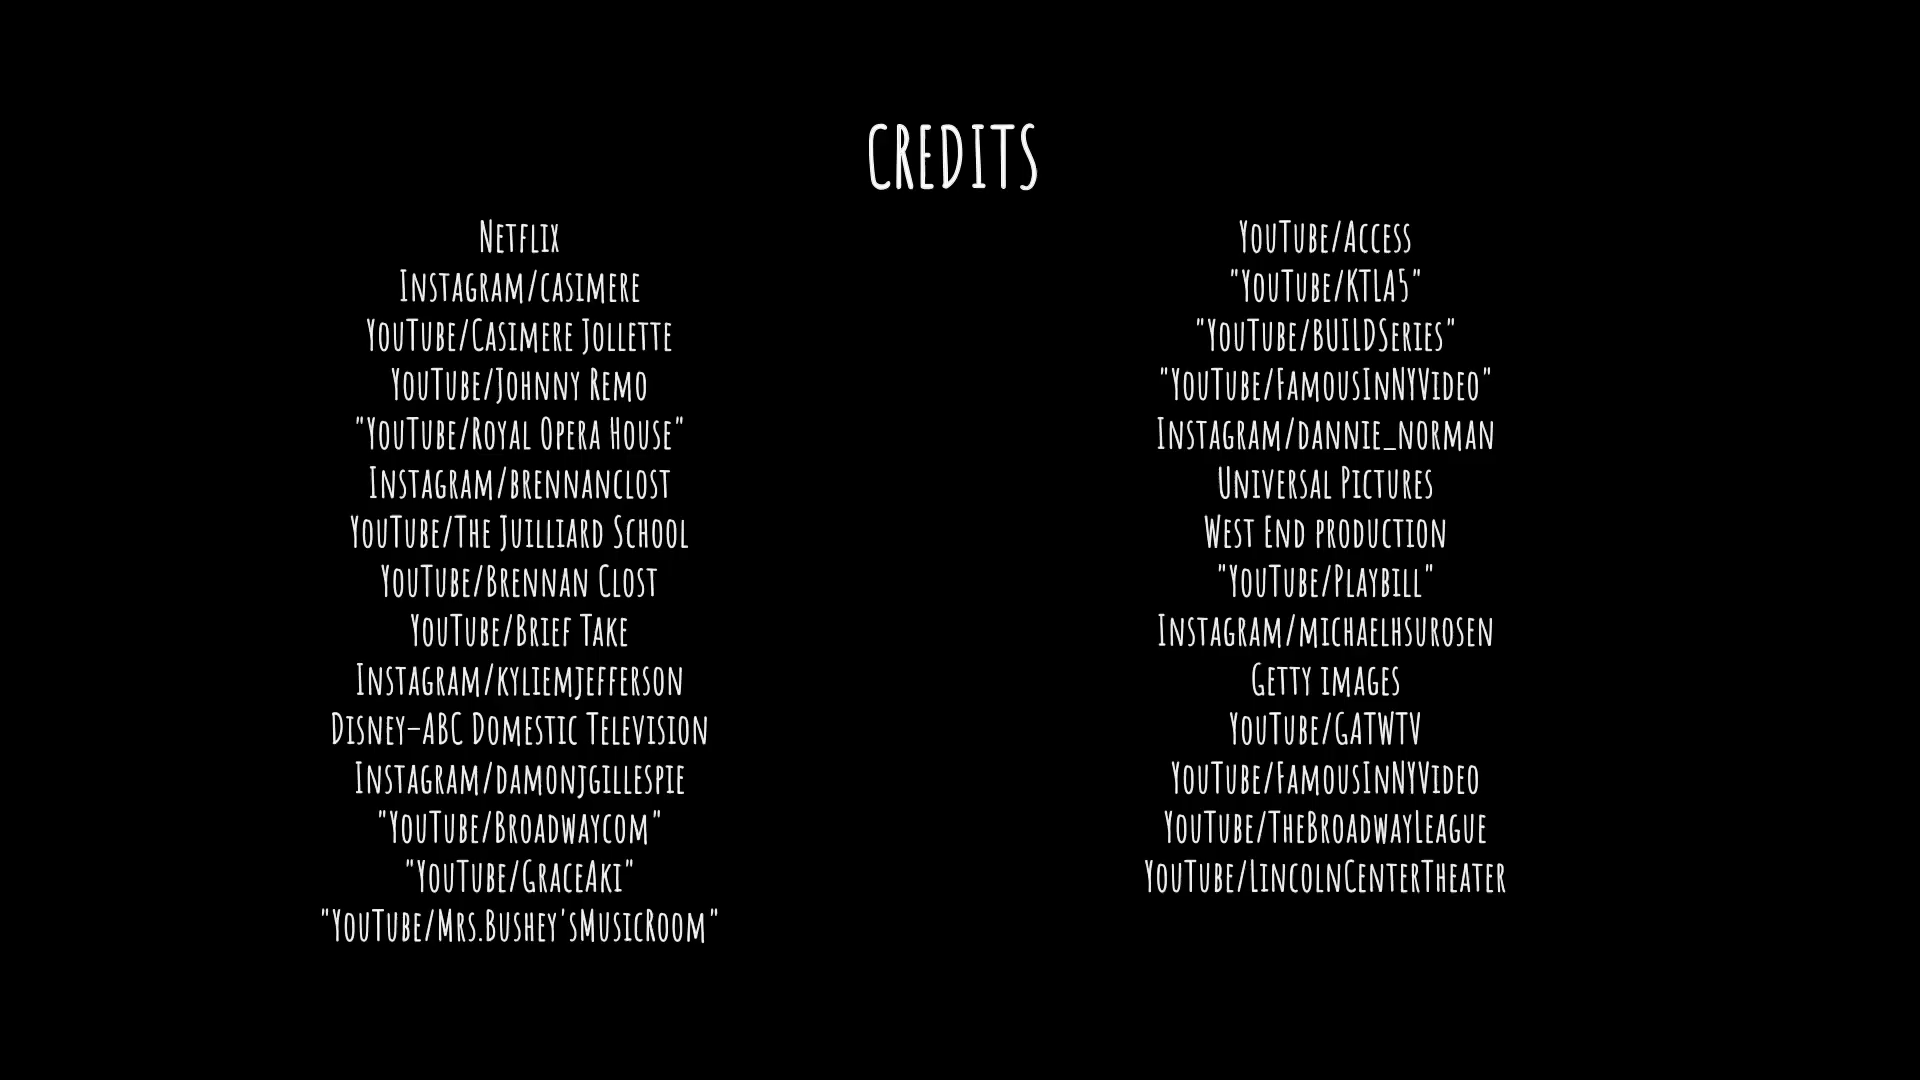 CREDITS
Netflix
Instagram/casimere
YouTube/Casimere Jollette
YouTube/Johnny Remo
"YouTube/Royal Opera House"
Instagram/brennanclost
YouTube/The Juilliard School
YouTube/Brennan Clost
YouTube/Brief Take
Instagram/kyliemjefferson
Disney-ABC Domestic Television
Instagram/damonjgillespie
"YouTube/Broadwaycom"
"YouTube/GraceAki"
"YouTube/Mrs.Bushey'sMusicRoom"
YouTube/Access
"YouTube/KTLA5"
"YouTube/BUILDSeries"
"YouTube/FamousInNYVideo"
Instagram/dannie_norman
Universal Pictures
West End production
"YouTube/Playbill"
Instagram/michaelhsurosen
Getty images
YouTube/GATWTV
YouTube/FamousInNYVideo
YouTube/TheBroadwayLeague
YouTube/LincolnCenterTheater